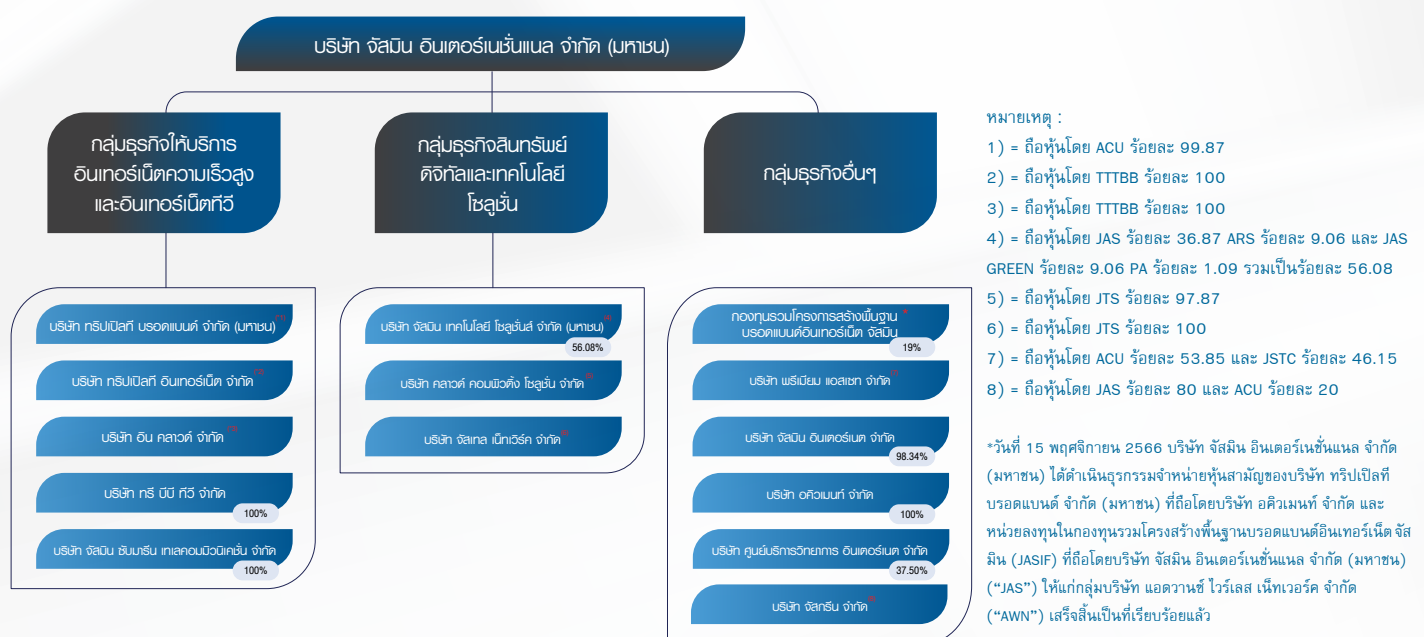 บริษัท จัสมิน อินเตอร์เนชั่นแนล จำกัด (มหาชน)
กลุ่มธุรกิจให้บริการ
อินเทอร์เน็ตความเร็วสูง
และอินเทอร์เน็ตทีวี
บริษัท ทริปเปิลที บรอดแบนด์ จำกัด (มหาชน)
บริษัท ทริปเปิลที อินเทอร์เน็ต จำกัด
บริษัท อิน คลาวด์ จำกัด
บริษัท ทรี บีบี ทีวี จำกัด
100%
บริษัท จัสมิน ซับมารีน เทเลคอมมิวนิเคชั่น จำกัด
100%
กลุ่มธุรกิจสินทรัพย์
ดิจิทัลและเทคโนโลยี
โซลูชั่น
บริษัท จัสมิน เทคโนโลยี โซลูชั่นส์ จำกัด (มหาชน)
56.08%
บริษัท คลาวด์ คอมพิวติ้ง โซลูชั่น จำกัด
บริษัท จัสเทล เน็ทเวิร์ค จำกัด
กลุ่มธุรกิจอื่นๆ
กองทุนรวมโครงการสร้างพื้นฐาน
บรอดแบนด์อินเทอร์เน็ต จัสมิน
19%
บริษัท พรีเมียม แอสเซท จำกัด
บริษัท จัสมิน อินเตอร์เนต จำกัด
98.34%
บริษัท อคิวเมนท์ จำกัด
100%
บริษัท ศูนย์บริการวิทยาการ อินเตอร์เนต จำกัด
37.50%
บริษัท จัสกรีน จำกัด
หมายเหตุ :
1) = ถือหุ้นโดย ACU ร้อยละ 99.87
2) = ถือหุ้นโดย TTTBB ร้อยละ 100
3) = ถือหุ้นโดย TTTBB ร้อยละ 100
4) = ถือหุ้นโดย JAS ร้อยละ 36.87 ARS ร้อยละ 9.06 และ JAS
GREEN ร้อยละ 9.06 PA ร้อยละ 1.09 รวมเป็นร้อยละ 56.08
5) = ถือหุ้นโดย JTS ร้อยละ 97.87
6) = ถือหุ้นโดย JTS ร้อยละ 100
7) = ถือหุ้นโดย ACU ร้อยละ 53.85 และ JSTC ร้อยละ 46.15
8) = ถือหุ้นโดย JAS ร้อยละ 80 และ ACU ร้อยละ 20
*วันที่ 15 พฤศจิกายน 2566 บริษัท จัสมิน อินเตอร์เนชั่นแนล จำกัด
(มหาชน) ได้ดำเนินธุรกรรมจำหน่ายหุ้นสามัญของบริษัท ทริปเปิลที
บรอดแบนด์ จำกัด (มหาชน) ที่ถือโดยบริษัท อคิวเมนท์ จำกัด และ
หน่วยลงทุนในกองทุนรวมโครงสร้างพื้นฐานบรอดแบนด์อินเทอร์เน็ต จัส
มิน (JASIF) ที่ถือโดยบริษัท จัสมิน อินเตอร์เนชั่นแนล จำกัด (มหาชน)
("JAS") ให้แก่กลุ่มบริษัท แอดวานซ์ ไวร์เลส เน็ทเวอร์ค จำกัด
("AWN") เสร็จสิ้นเป็นที่เรียบร้อยแล้ว